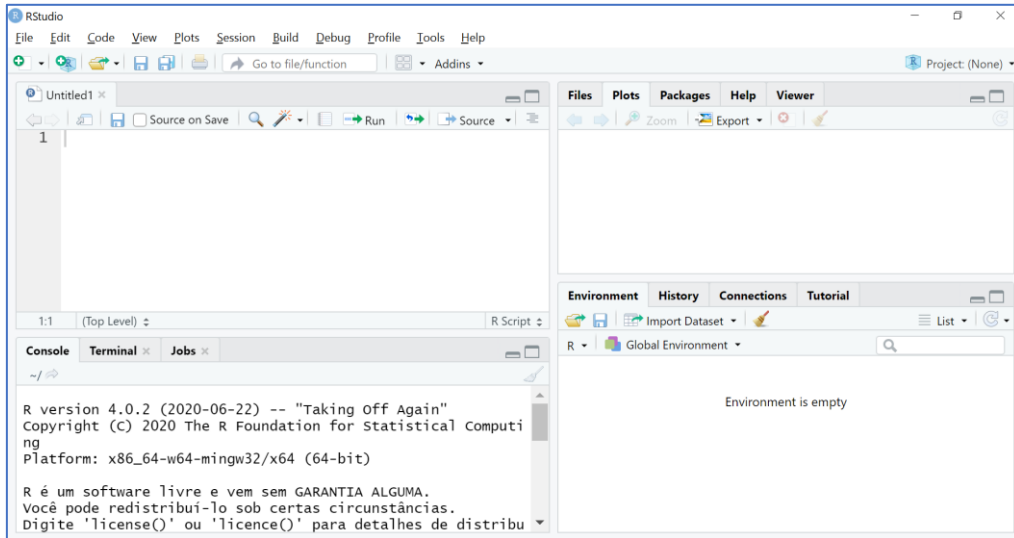 RStudio
File Edit Code View Plots Session Build Debug Profile Tools Help
Go to file/function Addins Project: (None)
Untitled1
Source on Save Run Source
1
1:1 (Top Level) R Script
Console Terminal Jobs
~/
R version 4.0.2 (2020-06-22) -- "Taking Off Again"
Copyright (C) 2020 The R Foundation for Statistical Computi
ng
Platform: x86_64-w64-mingw32/x64 (64-bit)
R é um software livre e vem sem GARANTIA ALGUMA.
Você pode redistribuí-lo sob certas circunstâncias.
Digite 'license()' ou 'licence()' para detalhes de distribu
Files Plots Packages Help Viewer
Zoom Export
Environment History Connections Tutorial
Import Dataset List
R Global Environment
Environment is empty